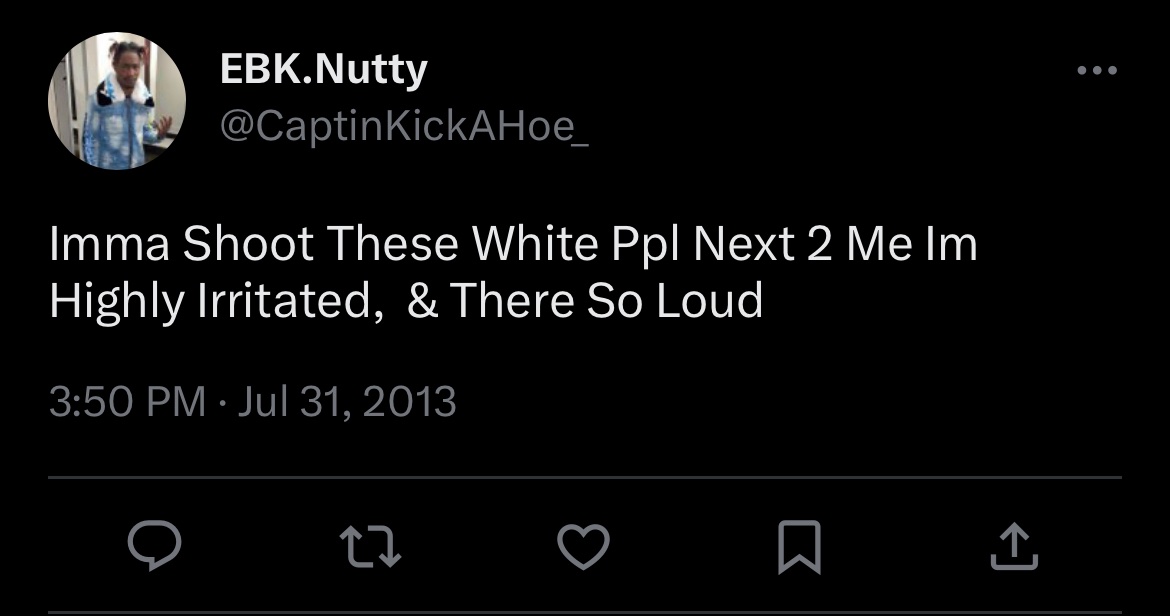 EBK.Nutty
@CaptinKickAHoe_
Imma Shoot These White Ppl Next 2 Me Im
Highly Irritated,  & There So Loud
3:50 PM · Jul 31, 2013